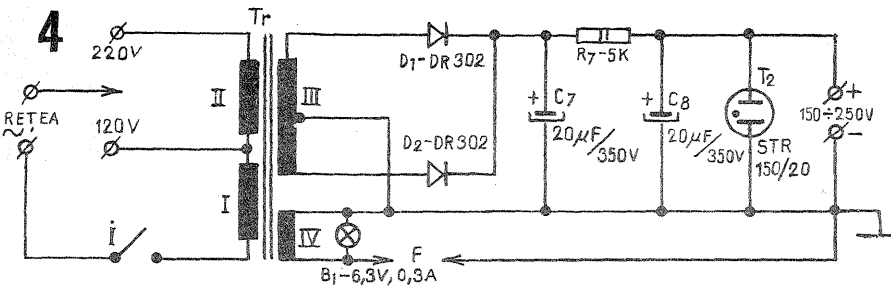 4
Tr
220V
D1-DR302
R7-5K
II
III
+ C7
+ C8
T2
+
RETEA
~
120V
150÷250V
-
20µF/350V
20µF/350V
D2-DR302
STR
150/20
I
i
IV
F
B1-6,3V, 0,3A